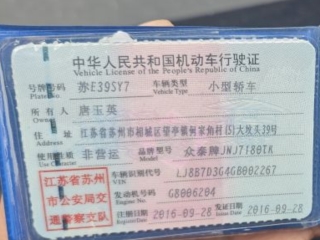 中华人民共和国机动车行驶证
Vehicle License of the People's Republic of China
号牌号码 苏E39SY7 车辆类型 小型轿车
Plate No. Vehicle Type
所有人 唐玉英
Owner
住址 江苏省苏州市相城区望亭镇何家角村(5)大坑头39号
Address
使用性质 非营运 品牌型号 众泰牌JNJ7180TK
Use Character Model
江苏省苏州市公安局交通警察支队
车辆识别代号 LJ8B7D3G4GB002267
VIN
发动机号码 G8006204
Engine No.
注册日期 2016-09-28 发证日期 2016-09-28
Register Date Issue Date